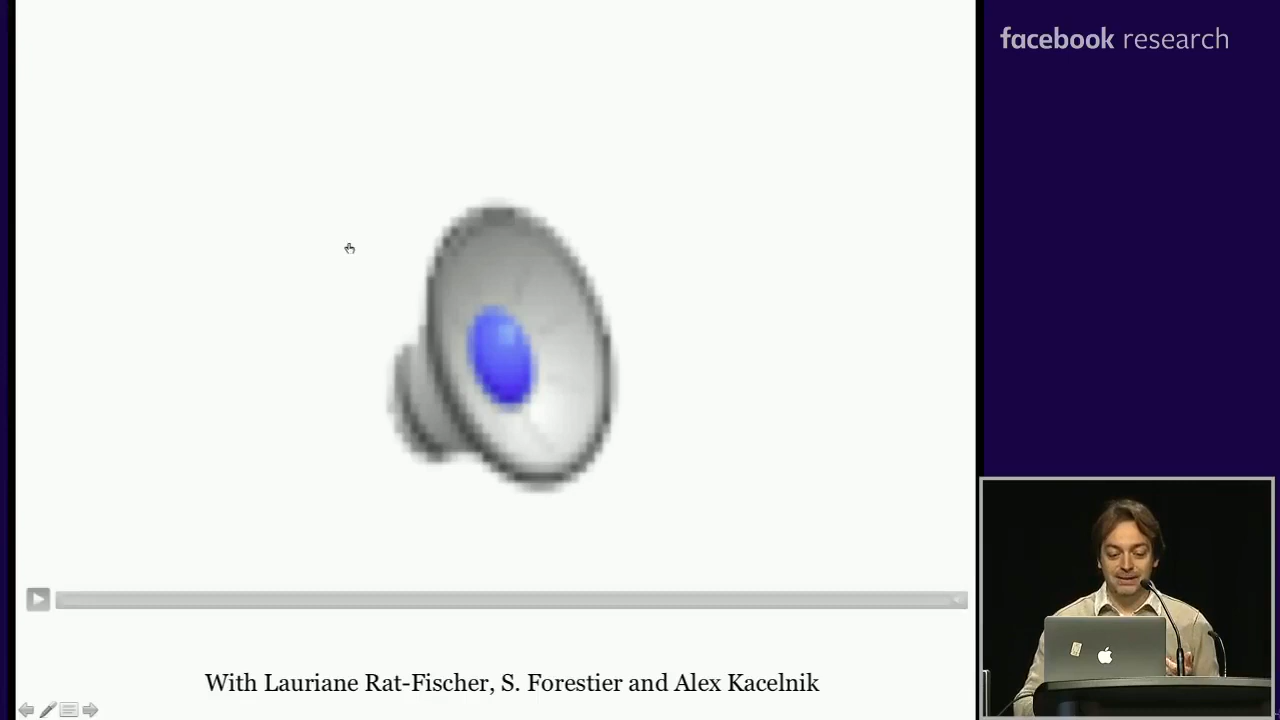 facebook research
With Lauriane Rat-Fischer, S. Forestier and Alex Kacelnik